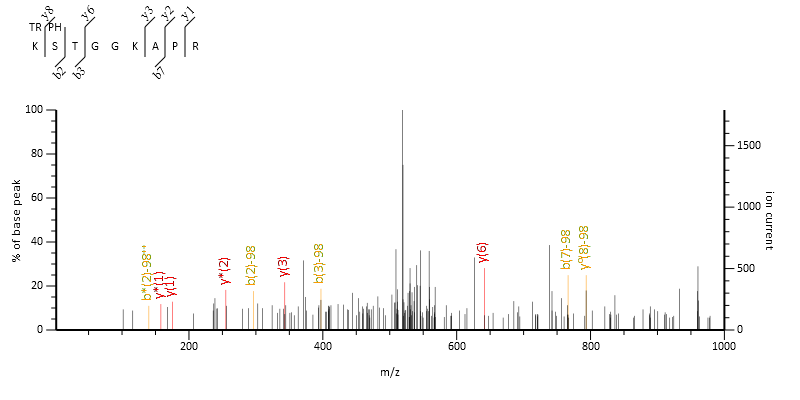 y8 y6 y3 y2 y1
TR PH
K S T G G K A P R
b2 b3 b7
100
80
60
40
20
0
% of base peak
1500
1000
500
0
ion current
b*(2)-98⁺⁺
y*(1)
y(1)
y*(2)
b(2)-98
y(3)
b(3)-98
y(6)
b(7)-98
y⁰(8)-98
200 400 600 800 1000
m/z